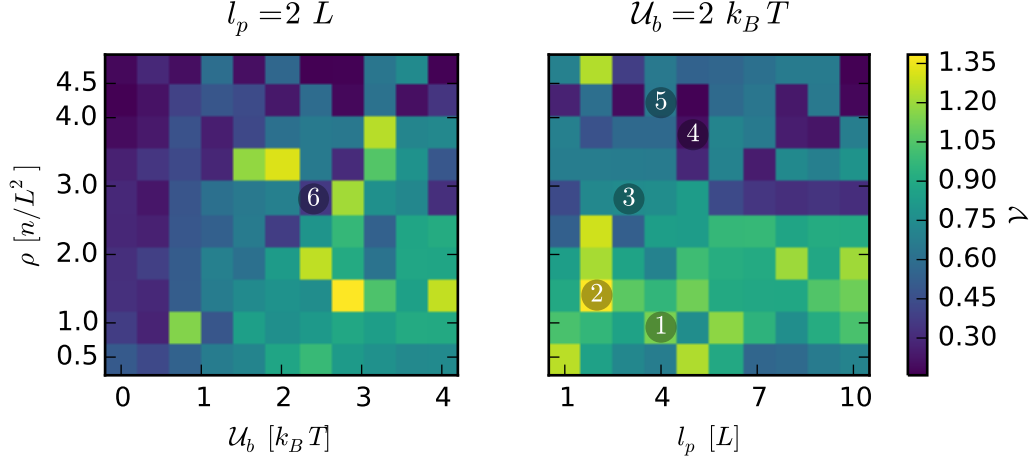 l_p = 2 L
𝒰_b = 2 k_B T
4.5
4.0
3.0
2.0
1.0
0.5
ρ [n/L²]
0 1 2 3 4
𝒰_b [k_B T]
6
5
4
3
2
1
1 4 7 10
l_p [L]
1.35
1.20
1.05
0.90
0.75
0.60
0.45
0.30
𝒱